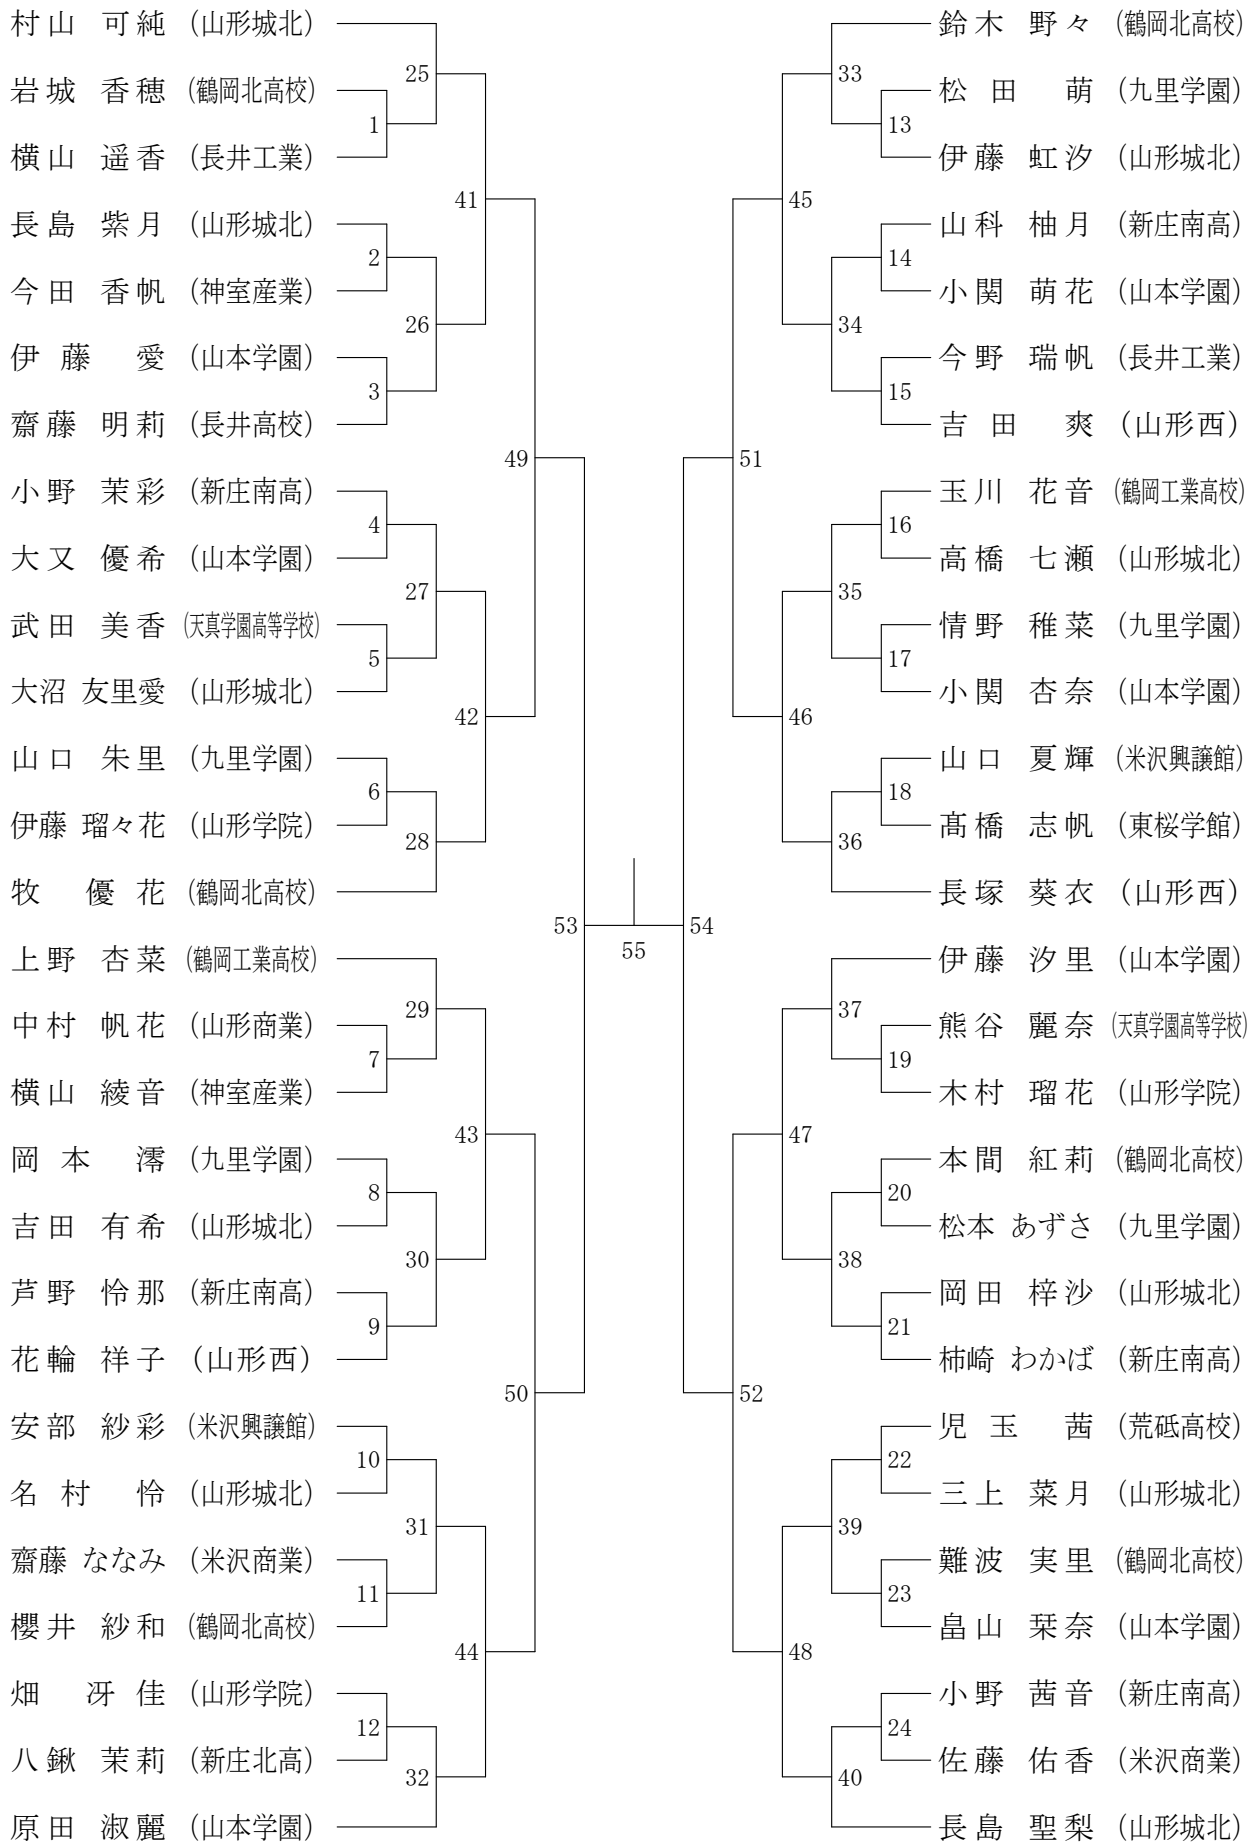 村山 可純 (山形城北)
岩城 香穂 (鶴岡北高校)
横山 遥香 (長井工業)
長島 紫月 (山形城北)
今田 香帆 (神室産業)
伊藤 愛 (山本学園)
齋藤 明莉 (長井高校)
小野 茉彩 (新庄南高)
大又 優希 (山本学園)
武田 美香 (天真学園高等学校)
大沼 友里愛 (山形城北)
山口 朱里 (九里学園)
伊藤 瑠々花 (山形学院)
牧 優花 (鶴岡北高校)
上野 杏菜 (鶴岡工業高校)
中村 帆花 (山形商業)
横山 綾音 (神室産業)
岡本 澪 (九里学園)
吉田 有希 (山形城北)
芦野 怜那 (新庄南高)
花輪 祥子 (山形西)
安部 紗彩 (米沢興譲館)
名村 怜 (山形城北)
齋藤 ななみ (米沢商業)
櫻井 紗和 (鶴岡北高校)
畑 冴佳 (山形学院)
八鍬 茉莉 (新庄北高)
原田 淑麗 (山本学園)
1
2
3
4
5
6
7
8
9
10
11
12
25
26
27
28
29
30
31
32
41
42
43
44
49
50
53
55
54
51
52
45
46
47
48
33
34
35
36
37
38
39
40
13
14
15
16
17
18
19
20
21
22
23
24
鈴木 野々 (鶴岡北高校)
松田 萌 (九里学園)
伊藤 虹汐 (山形城北)
山科 柚月 (新庄南高)
小関 萌花 (山本学園)
今野 瑞帆 (長井工業)
吉田 爽 (山形西)
玉川 花音 (鶴岡工業高校)
高橋 七瀬 (山形城北)
情野 稚菜 (九里学園)
小関 杏奈 (山本学園)
山口 夏輝 (米沢興譲館)
髙橋 志帆 (東桜学館)
長塚 葵衣 (山形西)
伊藤 汐里 (山本学園)
熊谷 麗奈 (天真学園高等学校)
木村 瑠花 (山形学院)
本間 紅莉 (鶴岡北高校)
松本 あずさ (九里学園)
岡田 梓沙 (山形城北)
柿崎 わかば (新庄南高)
児玉 茜 (荒砥高校)
三上 菜月 (山形城北)
難波 実里 (鶴岡北高校)
畠山 栞奈 (山本学園)
小野 茜音 (新庄南高)
佐藤 佑香 (米沢商業)
長島 聖梨 (山形城北)